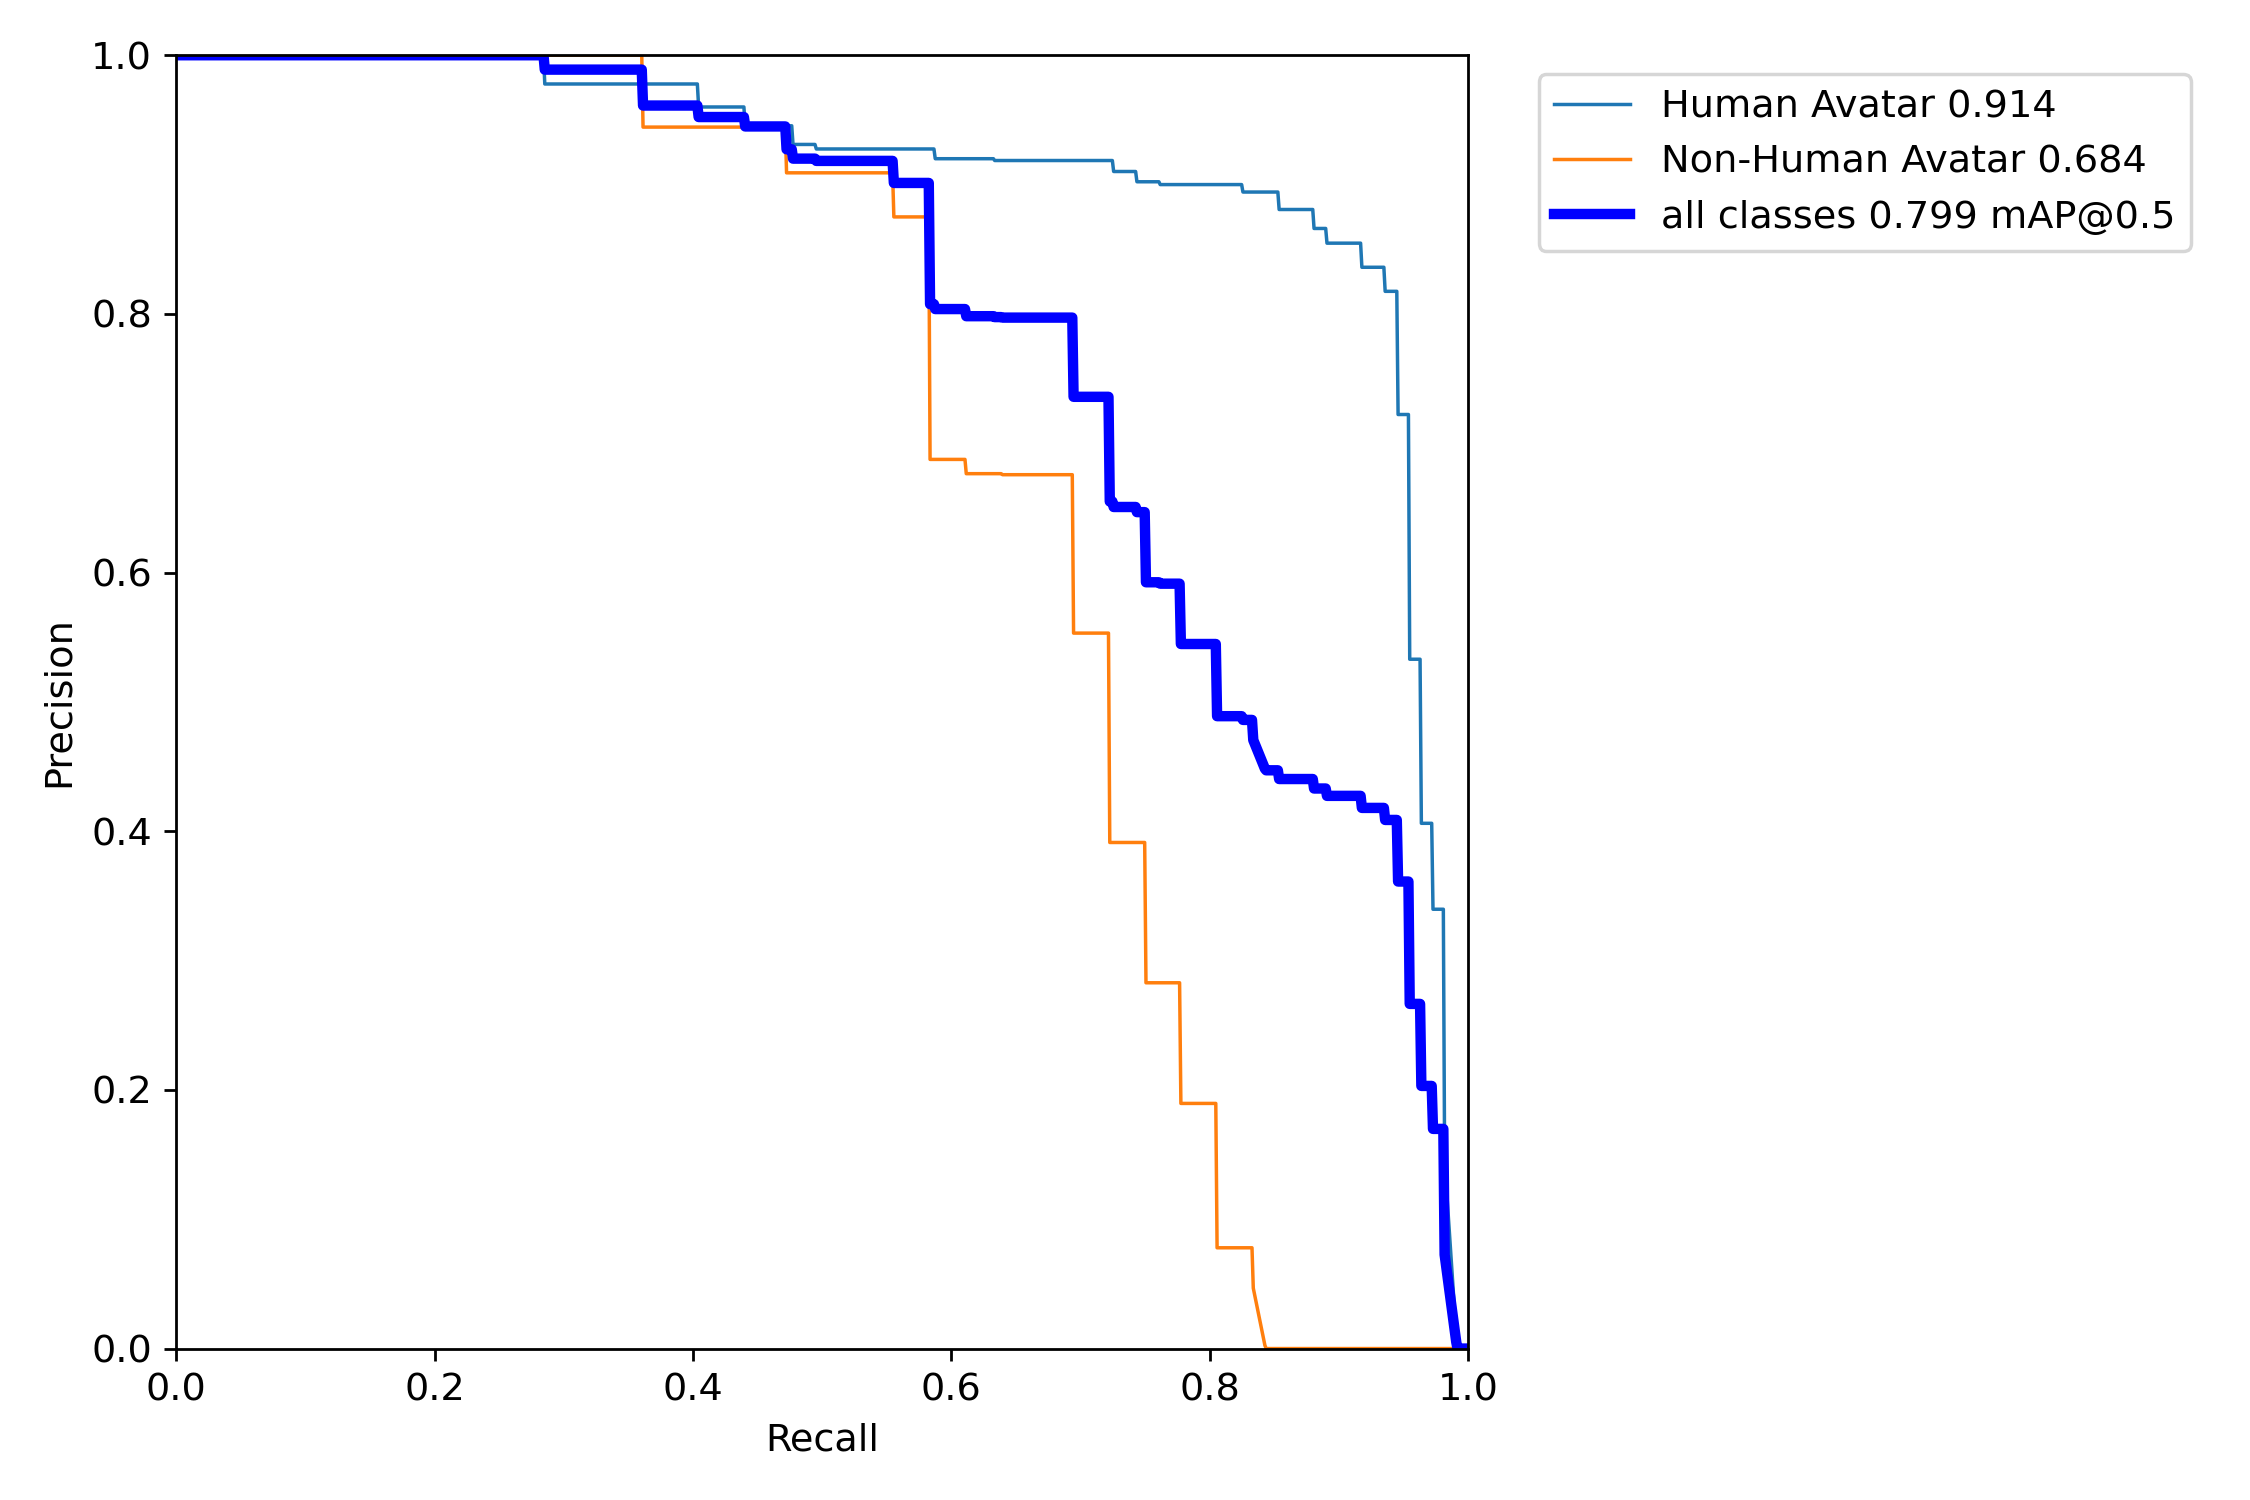 Human Avatar 0.914
Non-Human Avatar 0.684
all classes 0.799 mAP@0.5
1.0
0.8
0.6
0.4
0.2
0.0
Precision
0.0 0.2 0.4 0.6 0.8 1.0
Recall